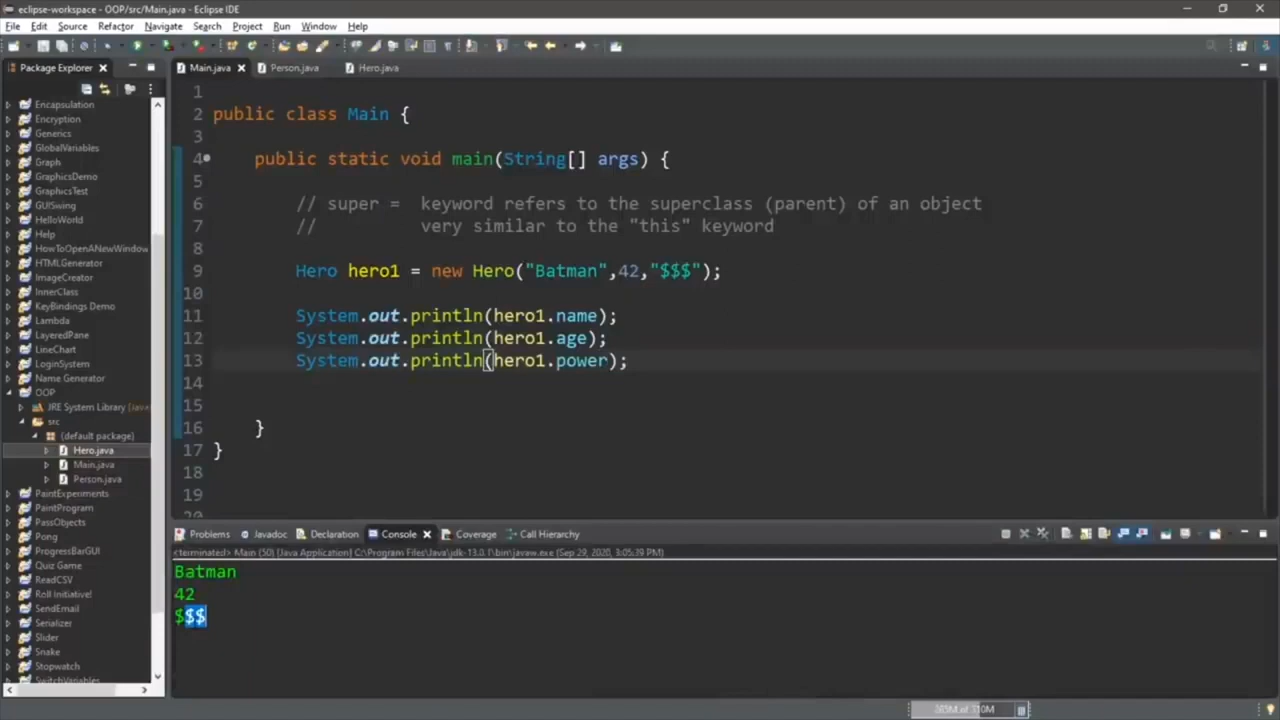 eclipse-workspace - OOP/src/Main.java - Eclipse IDE
File Edit Source Refactor Navigate Search Project Run Window Help
Package Explorer
Main.java Person.java Hero.java
Encapsulation
Encryption
Generics
GlobalVariables
Graph
GraphicsDemo
GraphicsTest
GUISwing
HelloWorld
Help
HowToOpenANewWindow
HTMLGenerator
ImageCreator
InnerClass
KeyBindings Demo
Lambda
LayeredPane
LineChart
LoginSystem
Name Generator
OOP
JRE System Library [Java
src
(default package)
Hero.java
Main.java
Person.java
PaintExperiments
PaintProgram
PassObjects
Pong
ProgressBarGUI
Quiz Game
ReadCSV
Roll Initiative!
SendEmail
Serializer
Slider
Snake
Stopwatch
SwitchVariables
1
2 public class Main {
3
4 public static void main(String[] args) {
5
6 // super = keyword refers to the superclass (parent) of an object
7 // very similar to the "this" keyword
8
9 Hero hero1 = new Hero("Batman",42,"$$$");
10
11 System.out.println(hero1.name);
12 System.out.println(hero1.age);
13 System.out.println(hero1.power);
14
15
16 }
17 }
18
19
20
Problems Javadoc Declaration Console Coverage Call Hierarchy
<terminated> Main (50) [Java Application] C:\Program Files\Java\jdk-13.0.1\bin\javaw.exe (Sep 29, 2020, 3:05:39 PM)
Batman
42
$$$